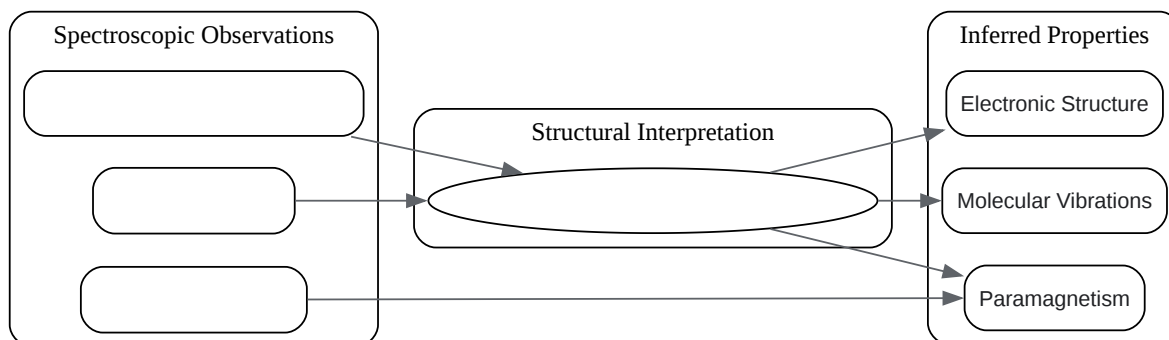 Spectroscopic Observations
Structural Interpretation
Inferred Properties
Electronic Structure
Molecular Vibrations
Paramagnetism